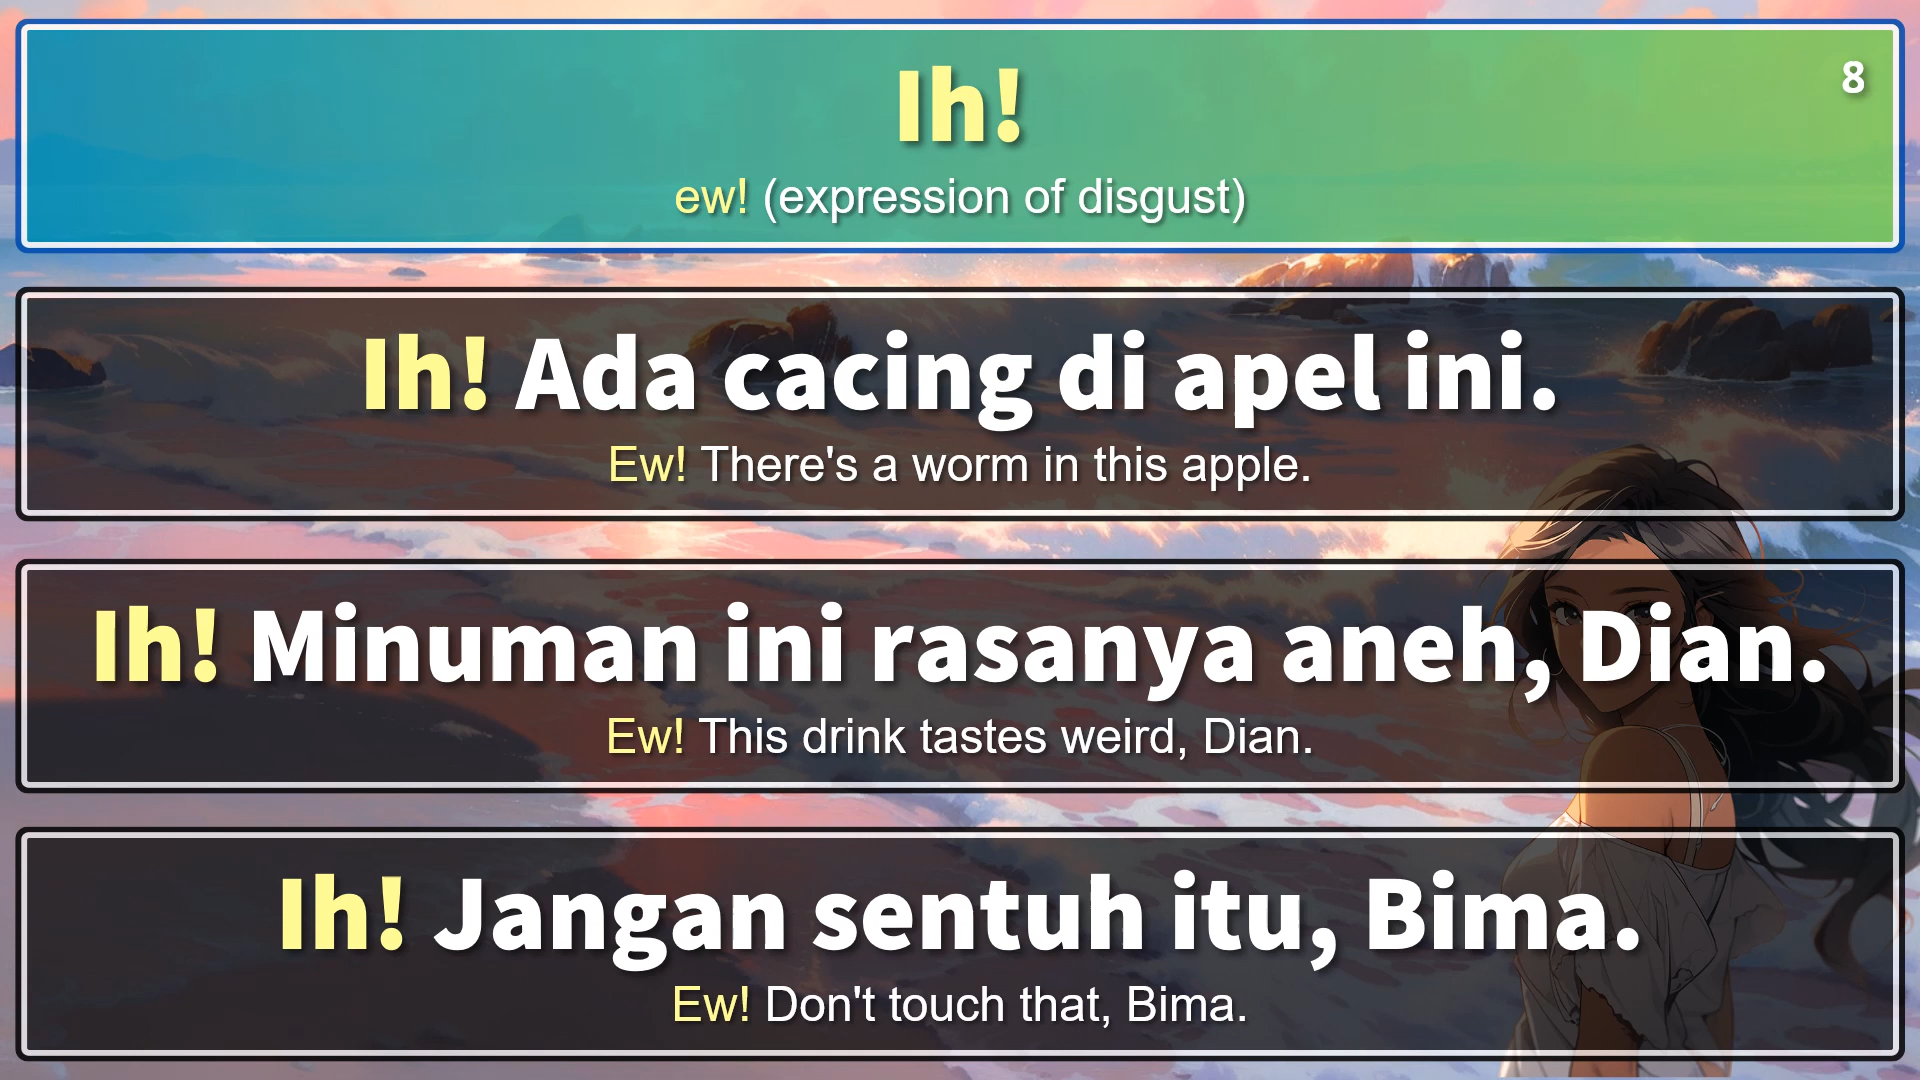 Ih!
8
ew! (expression of disgust)
Ih! Ada cacing di apel ini.
Ew! There's a worm in this apple.
Ih! Minuman ini rasanya aneh, Dian.
Ew! This drink tastes weird, Dian.
Ih! Jangan sentuh itu, Bima.
Ew! Don't touch that, Bima.